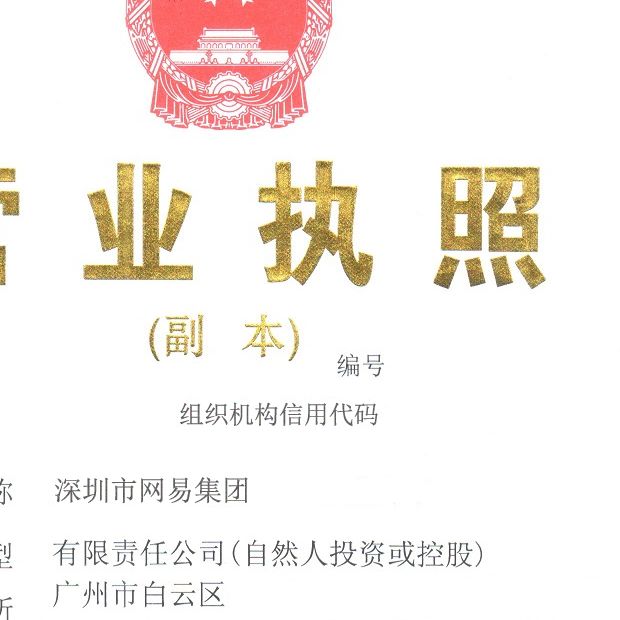 营业执照
(副 本)
编号
组织机构信用代码
称 深圳市网易集团
型 有限责任公司(自然人投资或控股)
所 广州市白云区